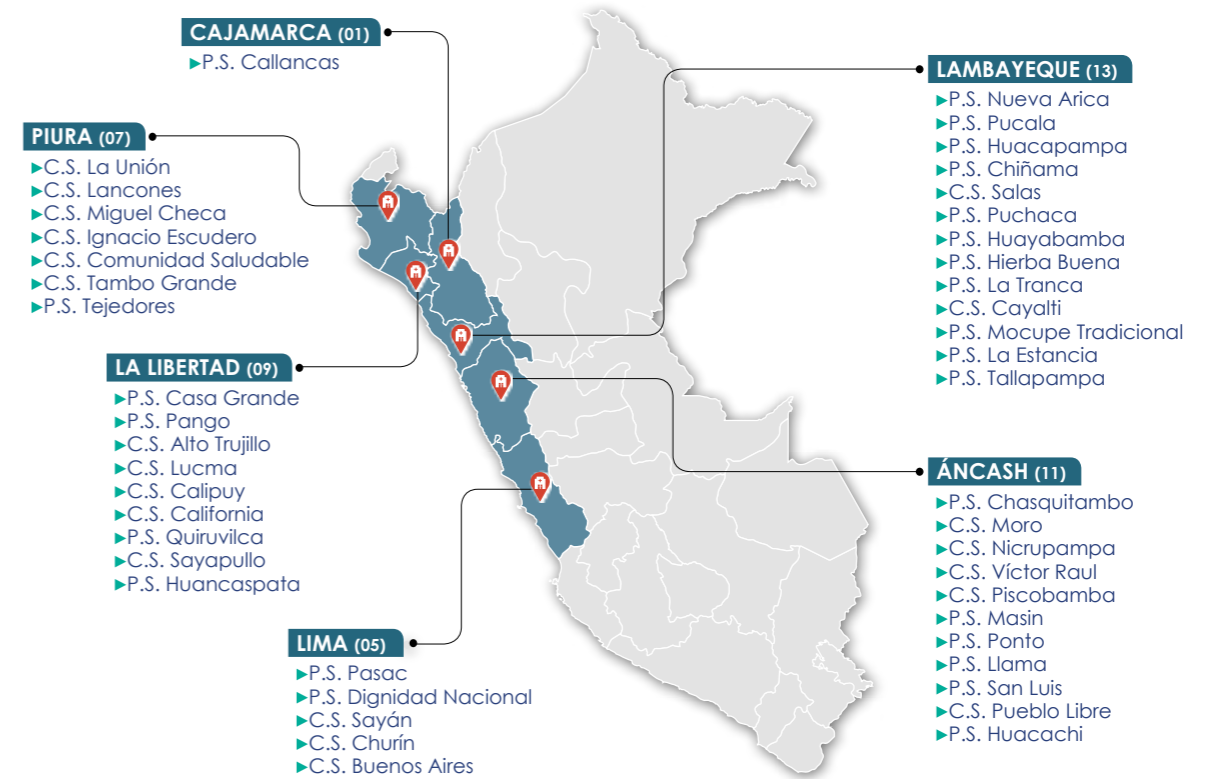 CAJAMARCA (01)
►P.S. Callancas
PIURA (07)
►C.S. La Unión
►C.S. Lancones
►C.S. Miguel Checa
►C.S. Ignacio Escudero
►C.S. Comunidad Saludable
►C.S. Tambo Grande
►P.S. Tejedores
LA LIBERTAD (09)
►P.S. Casa Grande
►P.S. Pango
►C.S. Alto Trujillo
►C.S. Lucma
►C.S. Calipuy
►C.S. California
►P.S. Quiruvilca
►C.S. Sayapullo
►P.S. Huancaspata
LIMA (05)
►P.S. Pasac
►P.S. Dignidad Nacional
►C.S. Sayán
►C.S. Churín
►C.S. Buenos Aires
LAMBAYEQUE (13)
►P.S. Nueva Arica
►P.S. Pucala
►P.S. Huacapampa
►P.S. Chiñama
►C.S. Salas
►P.S. Puchaca
►P.S. Huayabamba
►P.S. Hierba Buena
►P.S. La Tranca
►C.S. Cayalti
►P.S. Mocupe Tradicional
►P.S. La Estancia
►P.S. Tallapampa
ÁNCASH (11)
►P.S. Chasquitambo
►C.S. Moro
►C.S. Nicrupampa
►C.S. Víctor Raul
►C.S. Piscobamba
►P.S. Masin
►P.S. Ponto
►P.S. Llama
►P.S. San Luis
►C.S. Pueblo Libre
►P.S. Huacachi